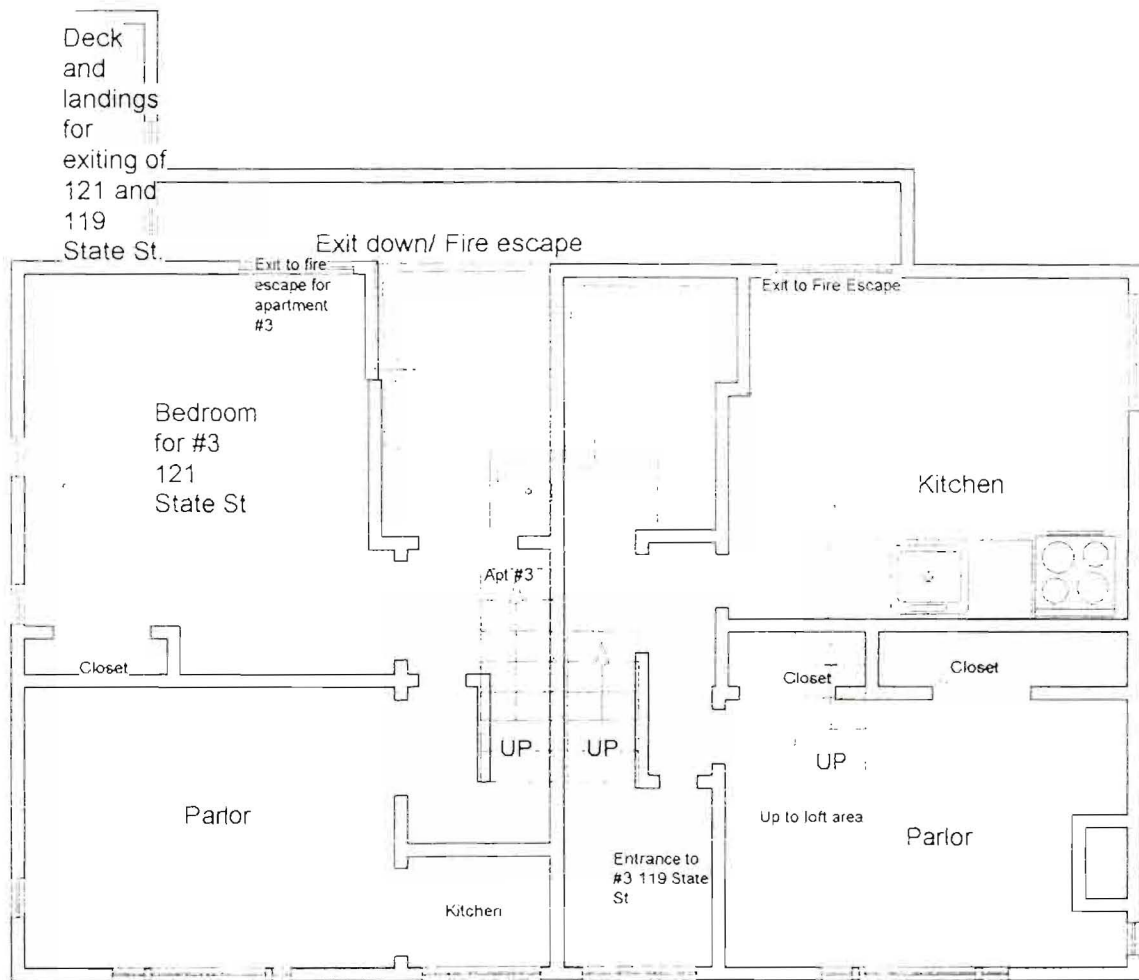 Deck
and
landings
for
exiting of
121 and
119
State St.
Exit down/ Fire escape
Exit to fire
escape for
apartment
#3
Exit to Fire Escape
Bedroom
for #3
121
State St
Kitchen
Apt #3
Closet
Closet
Closet
UP
UP
UP
Parlor
Up to loft area
Parlor
Entrance to
#3 119 State
St
Kitchen